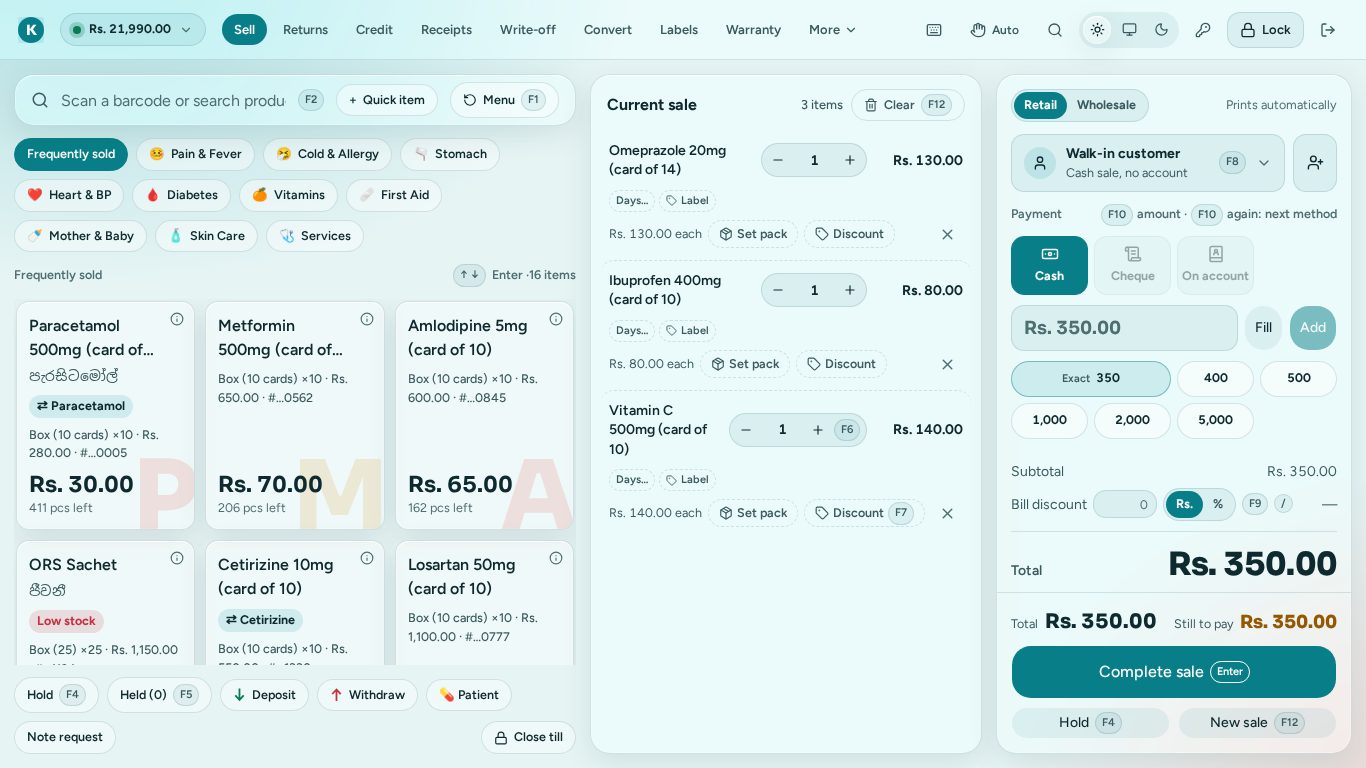 K
Rs. 21,990.00
Sell
Returns
Credit
Receipts
Write-off
Convert
Labels
Warranty
More
Auto
Lock
Scan a barcode or search produ
F2
+ Quick item
Menu F1
Frequently sold
Pain & Fever
Cold & Allergy
Stomach
Heart & BP
Diabetes
Vitamins
First Aid
Mother & Baby
Skin Care
Services
Frequently sold
↑↓ Enter ·16 items
Paracetamol
500mg (card of...
පැරසිටමෝල්
⇄ Paracetamol
Box (10 cards) ×10 · Rs.
280.00 · #...0005
Rs. 30.00
411 pcs left
P
Metformin
500mg (card of...
Box (10 cards) ×10 · Rs.
650.00 · #...0562
Rs. 70.00
206 pcs left
M
Amlodipine 5mg
(card of 10)
Box (10 cards) ×10 · Rs.
600.00 · #...0845
Rs. 65.00
162 pcs left
A
ORS Sachet
ජීවනී
Low stock
Box (25) ×25 · Rs. 1,150.00
Cetirizine 10mg
(card of 10)
⇄ Cetirizine
Box (10 cards) ×10 · Rs.
Losartan 50mg
(card of 10)
Box (10 cards) ×10 · Rs.
1,100.00 · #...0777
Hold F4
Held (0) F5
Deposit
Withdraw
Patient
Note request
Close till
Current sale
3 items
Clear F12
Omeprazole 20mg
(card of 14)
− 1 +
Rs. 130.00
Days...
Label
Rs. 130.00 each
Set pack
Discount
Ibuprofen 400mg
(card of 10)
− 1 +
Rs. 80.00
Days...
Label
Rs. 80.00 each
Set pack
Discount
Vitamin C
500mg (card of
10)
− 1 + F6
Rs. 140.00
Days...
Label
Rs. 140.00 each
Set pack
Discount F7
Retail
Wholesale
Prints automatically
Walk-in customer
Cash sale, no account
F8
Payment
F10 amount · F10 again: next method
Cash
Cheque
On account
Rs. 350.00
Fill
Add
Exact 350
400
500
1,000
2,000
5,000
Subtotal
Rs. 350.00
Bill discount
0
Rs.
%
F9
/
—
Total
Rs. 350.00
Total Rs. 350.00
Still to pay Rs. 350.00
Complete sale Enter
Hold F4
New sale F12